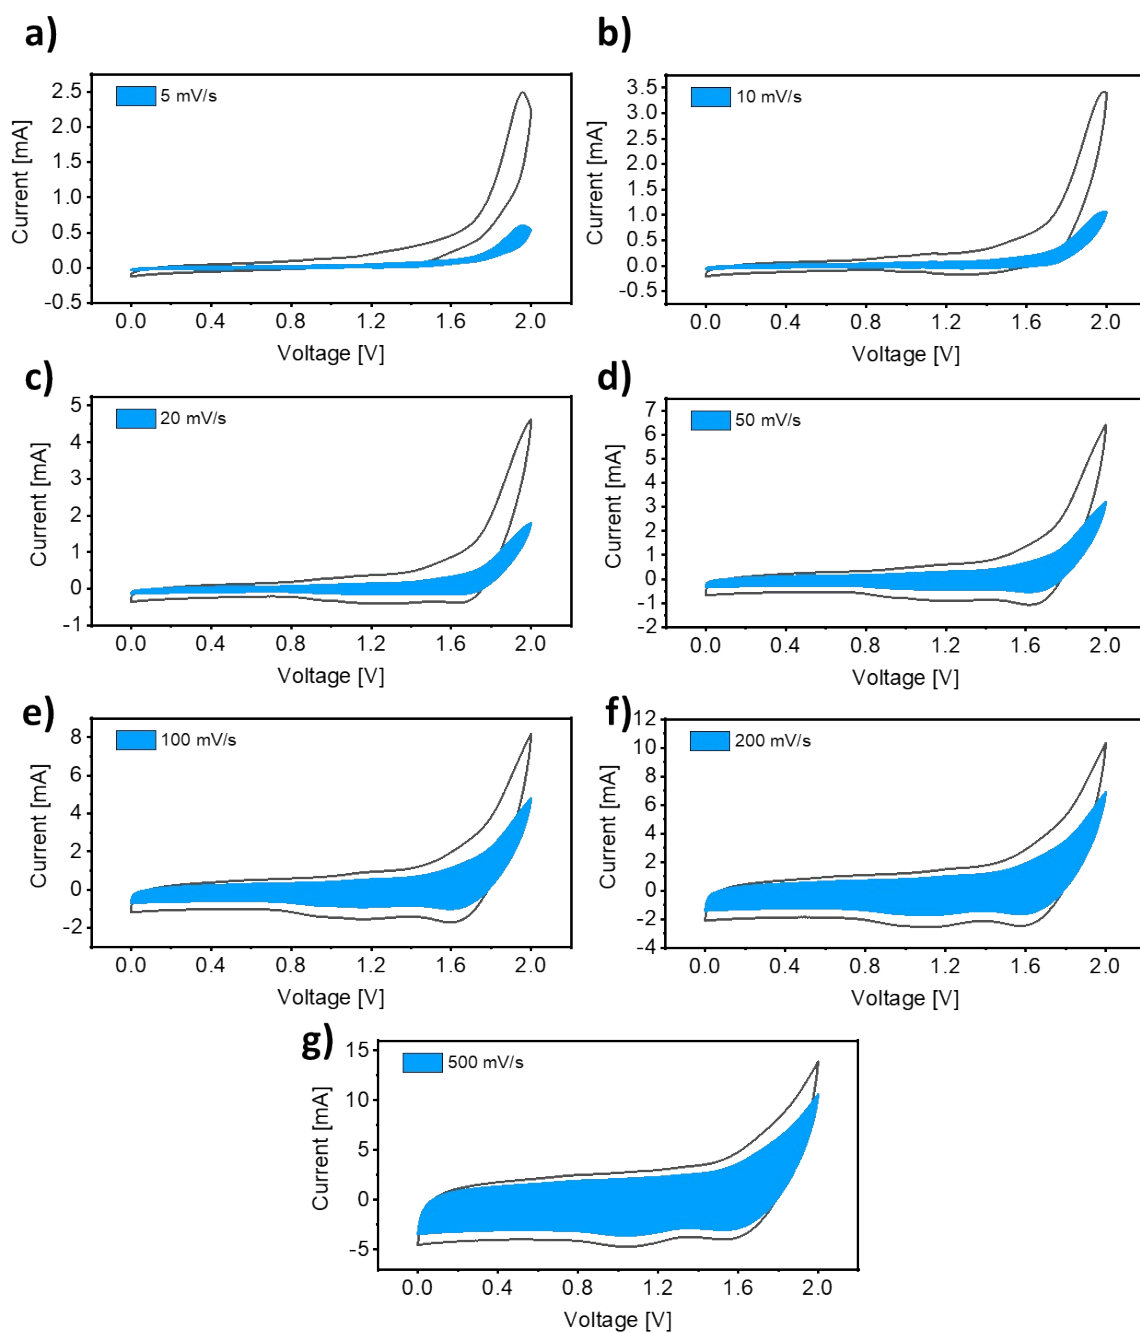 a)
5 mV/s
Current [mA]
2.5
2.0
1.5
1.0
0.5
0.0
-0.5
0.0 0.4 0.8 1.2 1.6 2.0
Voltage [V]
b)
10 mV/s
Current [mA]
3.5
3.0
2.5
2.0
1.5
1.0
0.5
0.0
-0.5
0.0 0.4 0.8 1.2 1.6 2.0
Voltage [V]
c)
20 mV/s
Current [mA]
5
4
3
2
1
0
-1
0.0 0.4 0.8 1.2 1.6 2.0
Voltage [V]
d)
50 mV/s
Current [mA]
7
6
5
4
3
2
1
0
-1
-2
0.0 0.4 0.8 1.2 1.6 2.0
Voltage [V]
e)
100 mV/s
Current [mA]
8
6
4
2
0
-2
0.0 0.4 0.8 1.2 1.6 2.0
Voltage [V]
f)
200 mV/s
Current [mA]
12
10
8
6
4
2
0
-2
-4
0.0 0.4 0.8 1.2 1.6 2.0
Voltage [V]
g)
500 mV/s
Current [mA]
15
10
5
0
-5
0.0 0.4 0.8 1.2 1.6 2.0
Voltage [V]